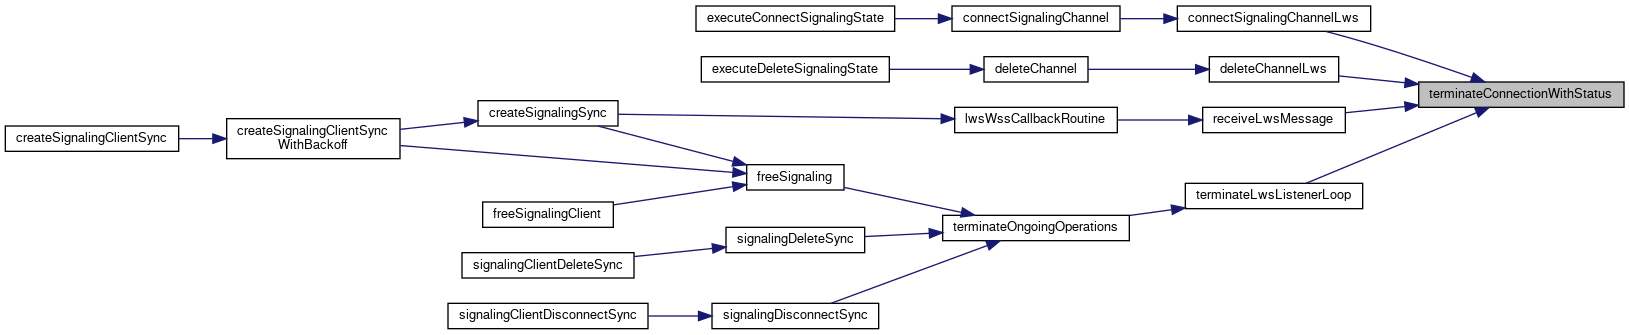 executeConnectSignalingState
connectSignalingChannel
connectSignalingChannelLws
executeDeleteSignalingState
deleteChannel
deleteChannelLws
terminateConnectionWithStatus
createSignalingSync
lwsWssCallbackRoutine
receiveLwsMessage
createSignalingClientSync
createSignalingClientSync
WithBackoff
freeSignaling
terminateLwsListenerLoop
freeSignalingClient
terminateOngoingOperations
signalingDeleteSync
signalingClientDeleteSync
signalingClientDisconnectSync
signalingDisconnectSync